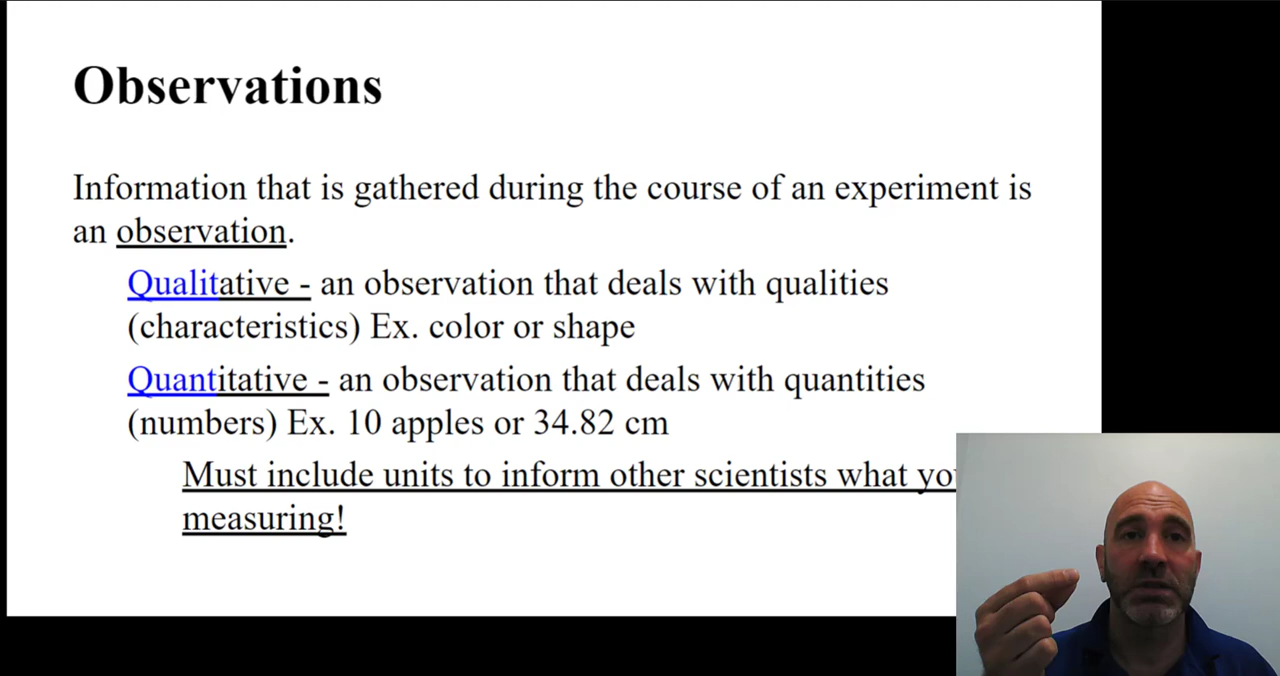 Observations
Information that is gathered during the course of an experiment is
an observation.
Qualitative - an observation that deals with qualities
(characteristics) Ex. color or shape
Quantitative - an observation that deals with quantities
(numbers) Ex. 10 apples or 34.82 cm
Must include units to inform other scientists what
measuring!